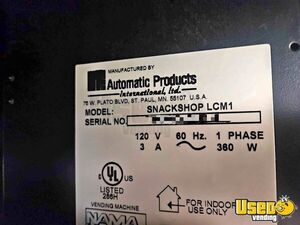 MANUFACTURED BY
Automatic Products
International, Ltd.
75 W. PLATO BLVD, ST. PAUL, MN. 55107 U.S.A
MODEL: SNACKSHOP LCM1
SERIAL NO.
120 V 60 Hz. 1 PHASE
3 A 360 W
UL
LISTED
286H
VENDING MACHINE
NAMA
FOR INDOOR
USE
Used
vending